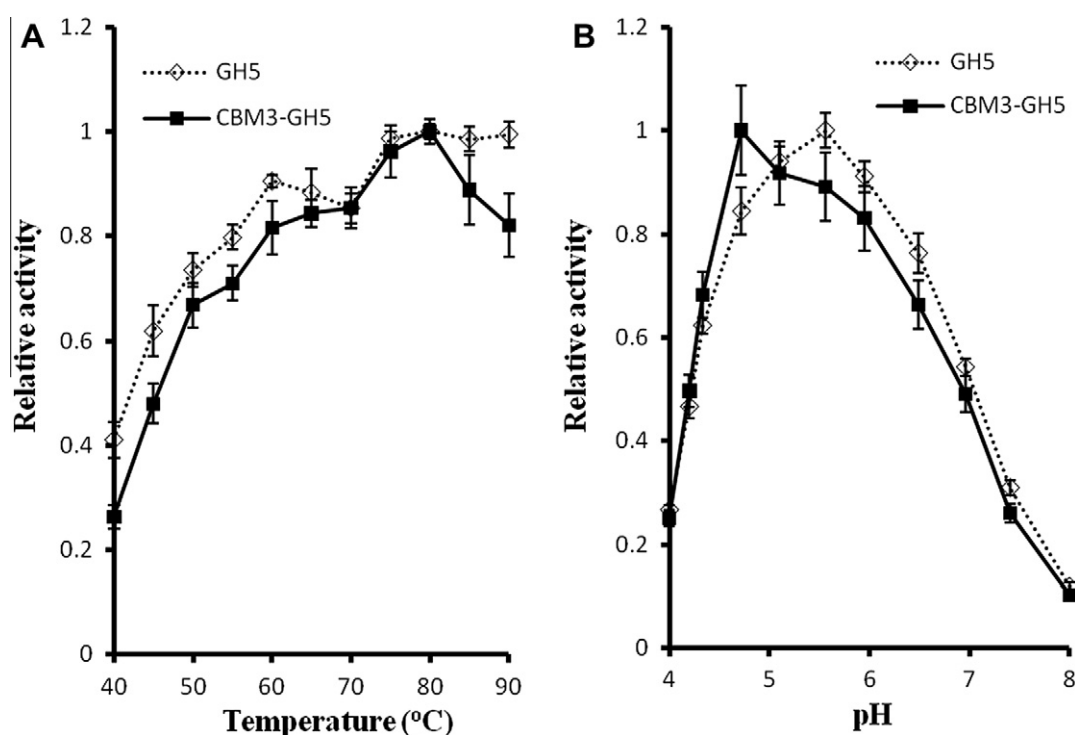 A
GH5
CBM3-GH5
Relative activity
1.2
1
0.8
0.6
0.4
0.2
0
40 50 60 70 80 90
Temperature (°C)
B
GH5
CBM3-GH5
Relative activity
1.2
1
0.8
0.6
0.4
0.2
0
4 5 6 7 8
pH